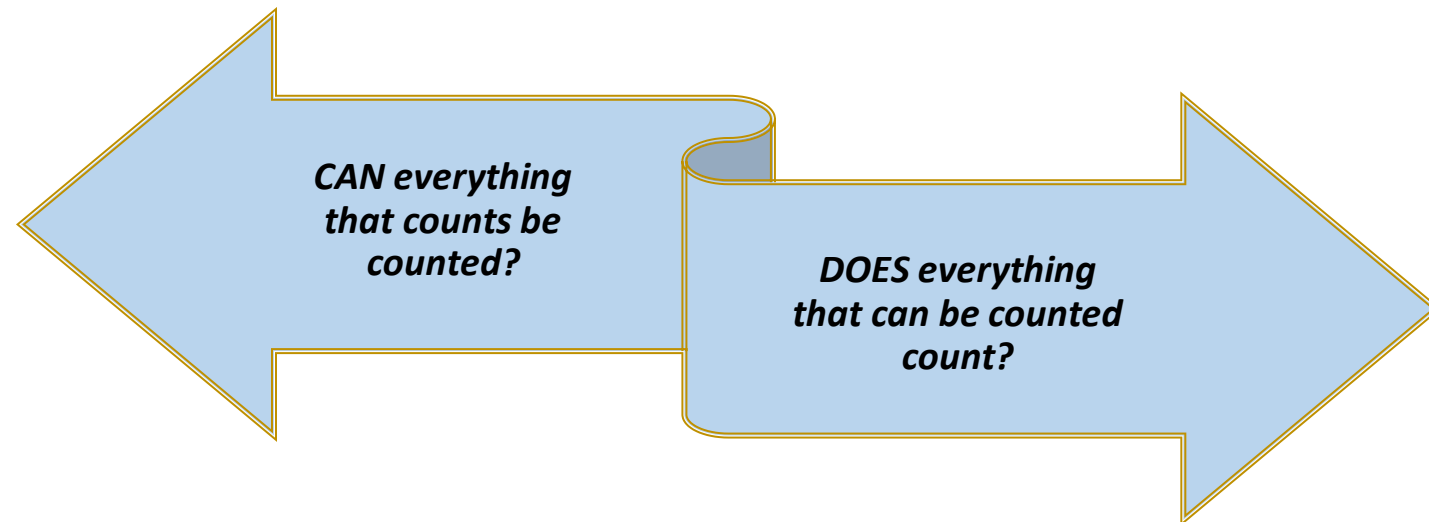 CAN everything
that counts be
counted?
DOES everything
that can be counted
count?